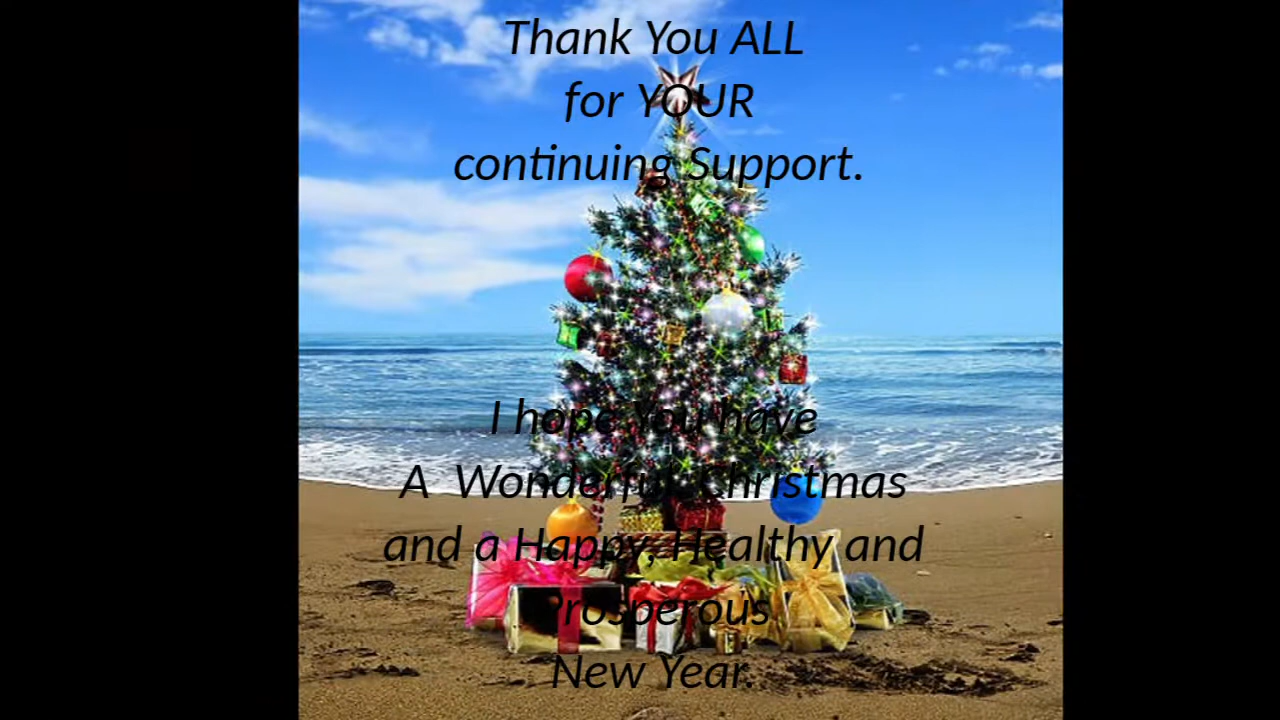 Thank You ALL
for YOUR
continuing Support.
I hope You have
A Wonderful Christmas
and a Happy, Healthy and
Prosperous
New Year.